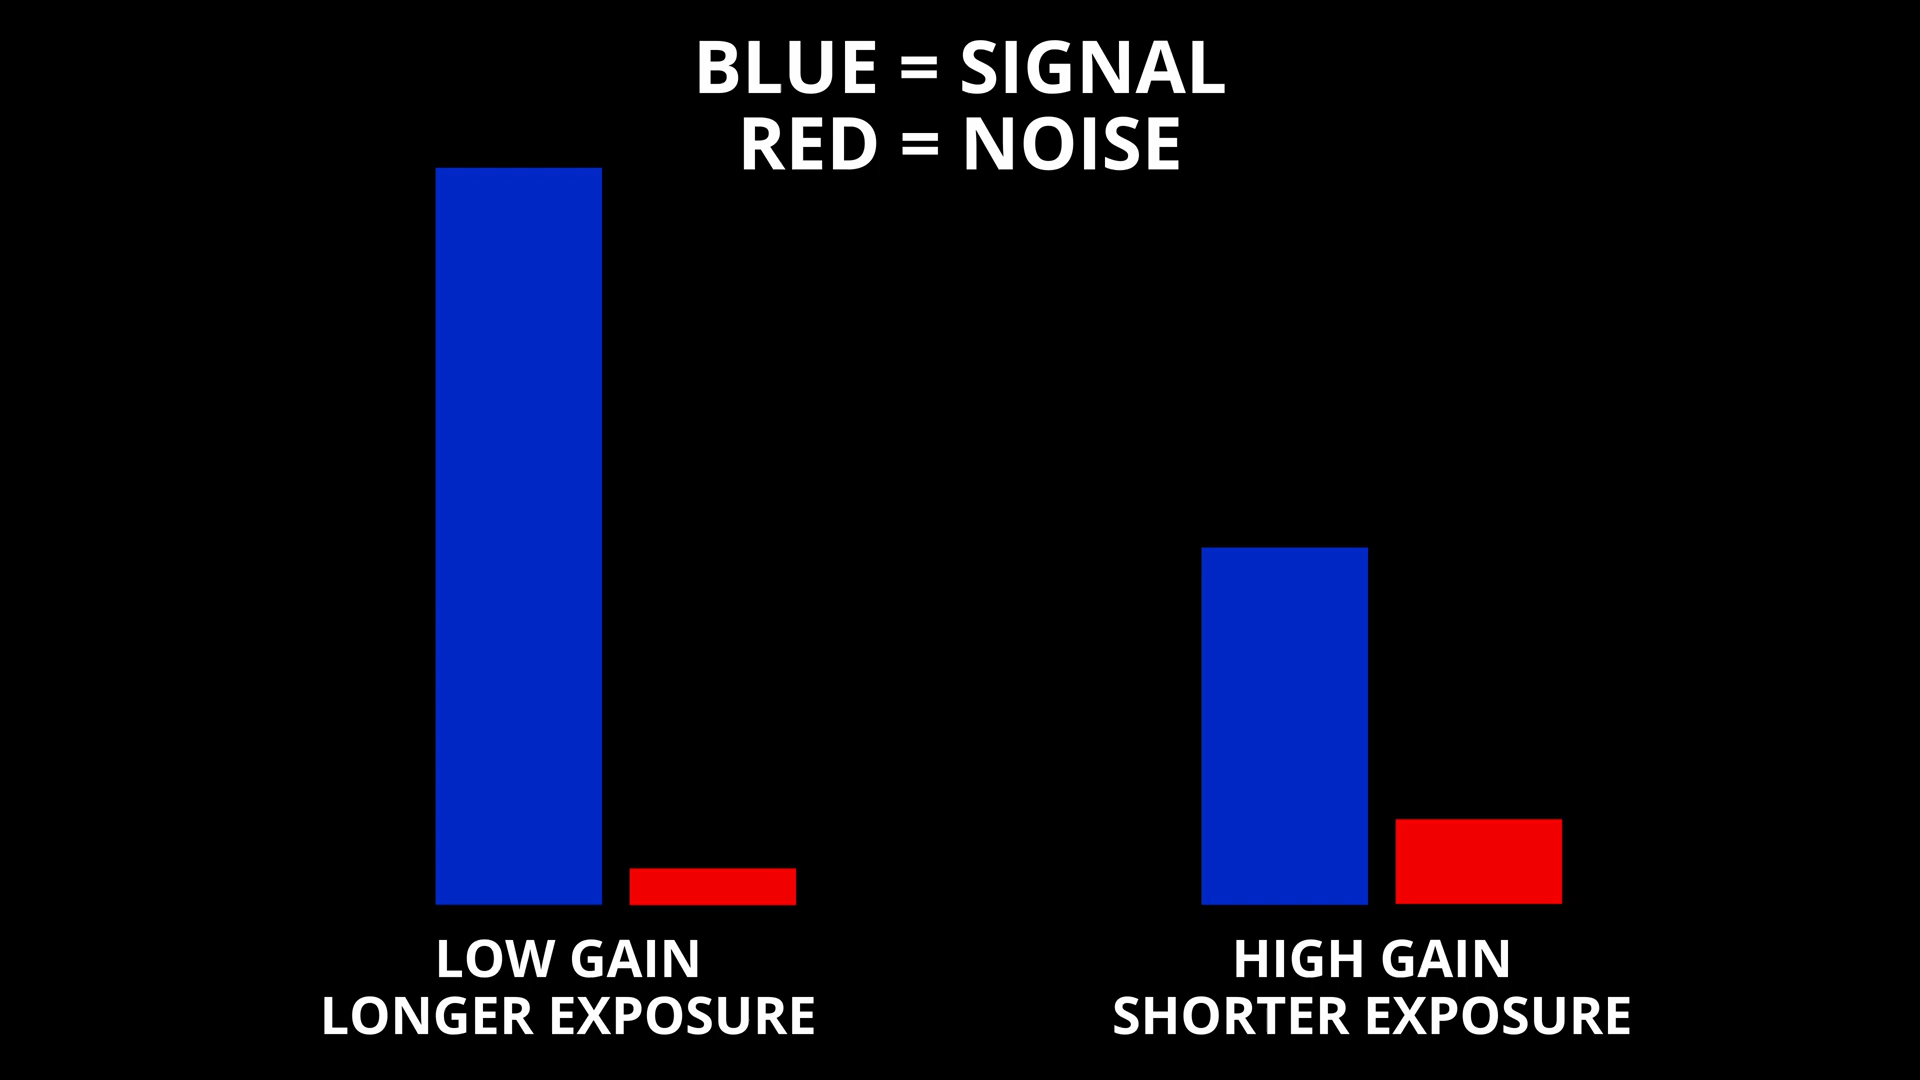 BLUE = SIGNAL
RED = NOISE
LOW GAIN
LONGER EXPOSURE
HIGH GAIN
SHORTER EXPOSURE